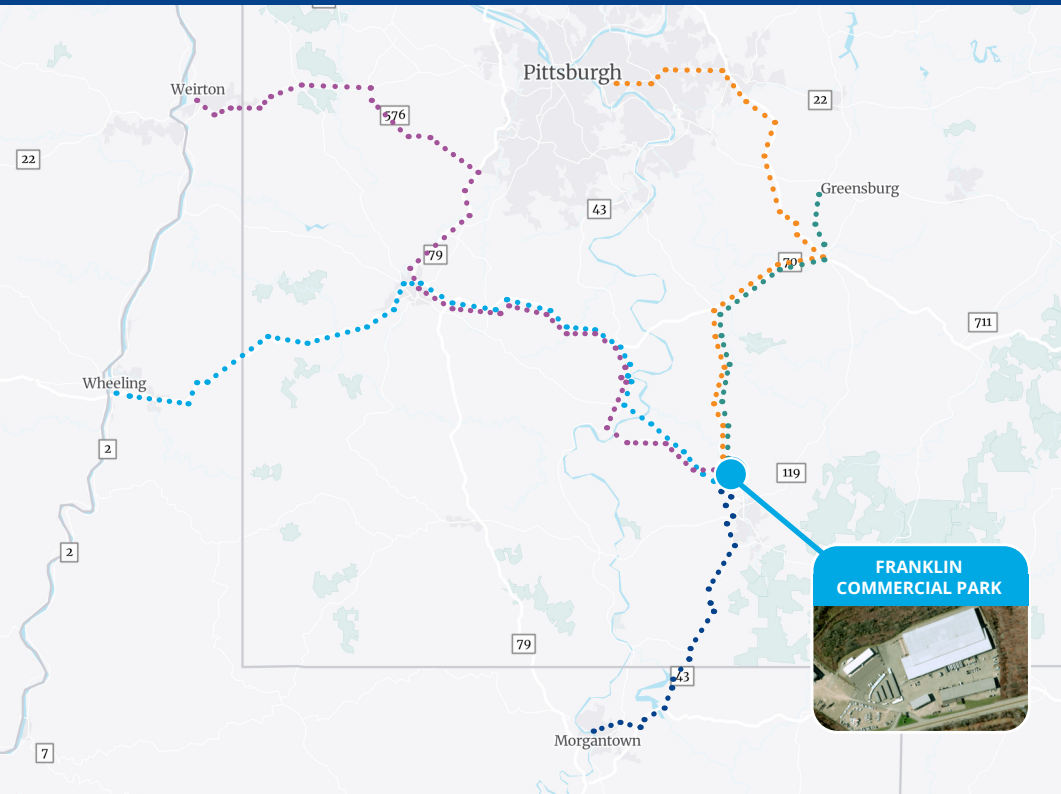 Pittsburgh
Weirton
22
576
22
Greensburg
43
79
70
711
Wheeling
2
119
2
FRANKLIN
COMMERCIAL PARK
79
43
Morgantown
7